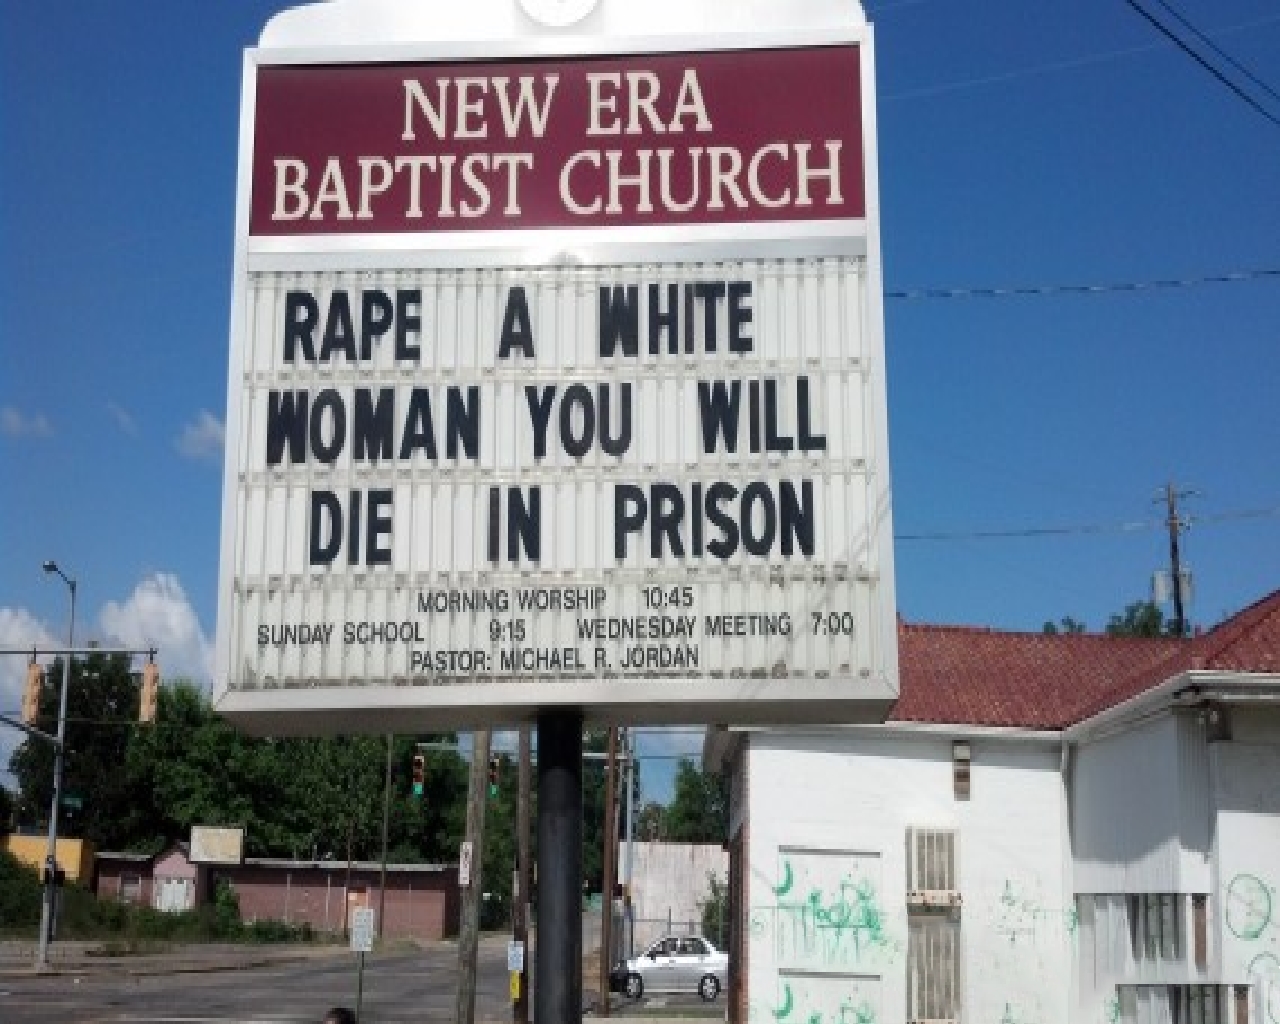 NEW ERA
BAPTIST CHURCH
RAPE A WHITE
WOMAN YOU WILL
DIE IN PRISON
MORNING WORSHIP 10:45
SUNDAY SCHOOL 9:15 WEDNESDAY MEETING 7:00
PASTOR: MICHAEL R. JORDAN